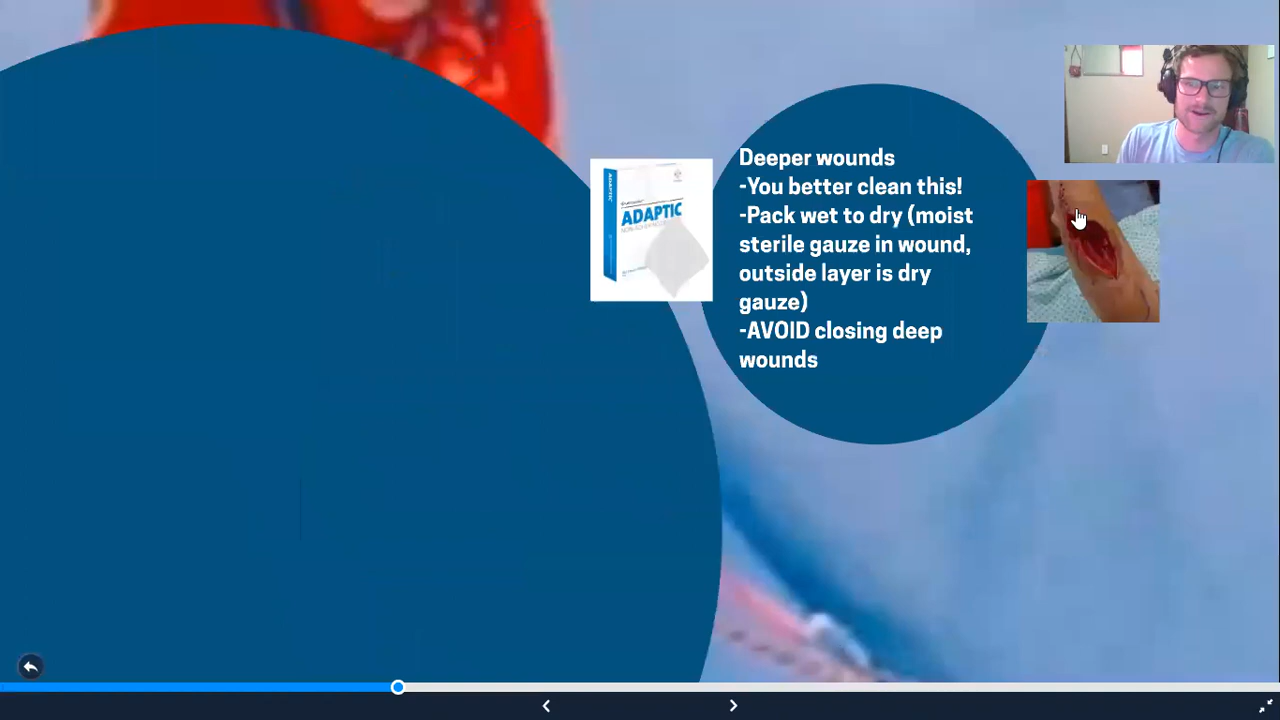 Deeper wounds
-You better clean this!
-Pack wet to dry (moist
sterile gauze in wound,
outside layer is dry
gauze)
-AVOID closing deep
wounds
ADAPTIC
ADAPTIC